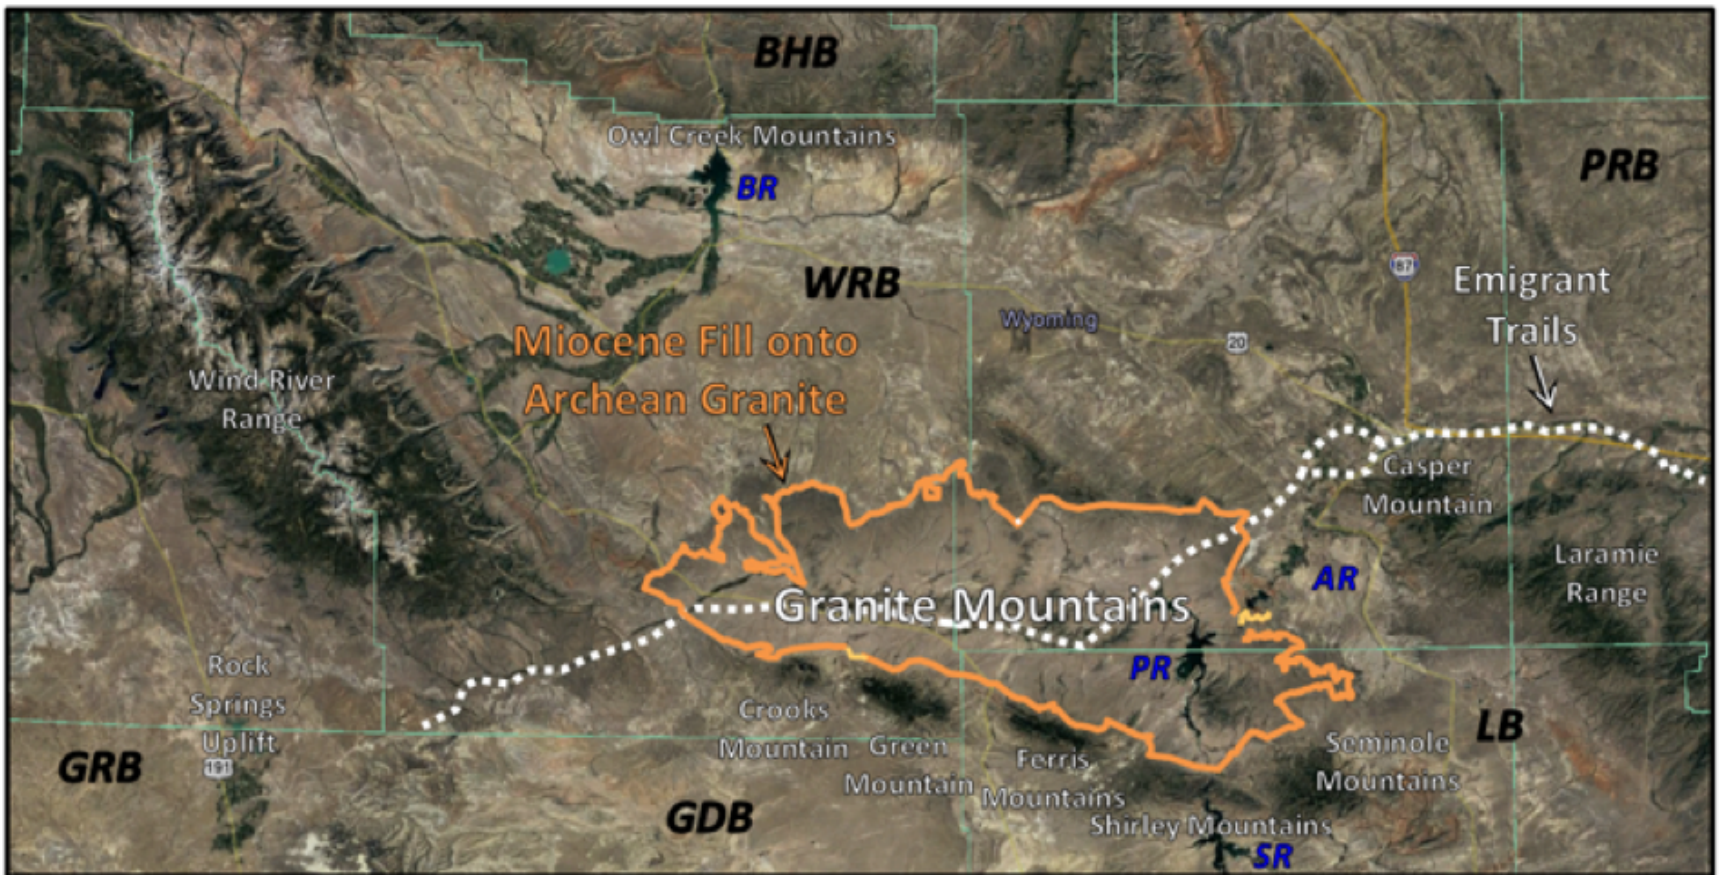 BHB
Owl Creek Mountains
PRB
BR
87
Emigrant
Trails
WRB
Wyoming
20
Miocene Fill onto
Archean Granite
Wind River
Range
Casper
Mountain
Laramie
Range
AR
Granite Mountains
PR
Rock
Springs
Uplift
191
Crooks
Mountain
Green
Mountain
Ferris
Mountains
Seminole
Mountains
LB
GRB
GDB
Shirley Mountains
SR